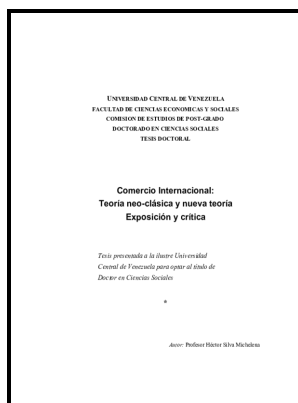 UNIVERSIDAD CENTRAL DE VENEZUELA
FACULTAD DE CIENCIAS ECONOMICAS Y SOCIALES
COMISION DE ESTUDIOS DE POST-GRADO
DOCTORADO EN CIENCIAS SOCIALES
TESIS DOCTORAL
Comercio Internacional:
Teoría neo-clásica y nueva teoría
Exposición y crítica
Tesis presentada a la ilustre Universidad
Central de Venezuela para optar al título de
Doctor en Ciencias Sociales
*
Autor: Profesor Héctor Silva Michelena